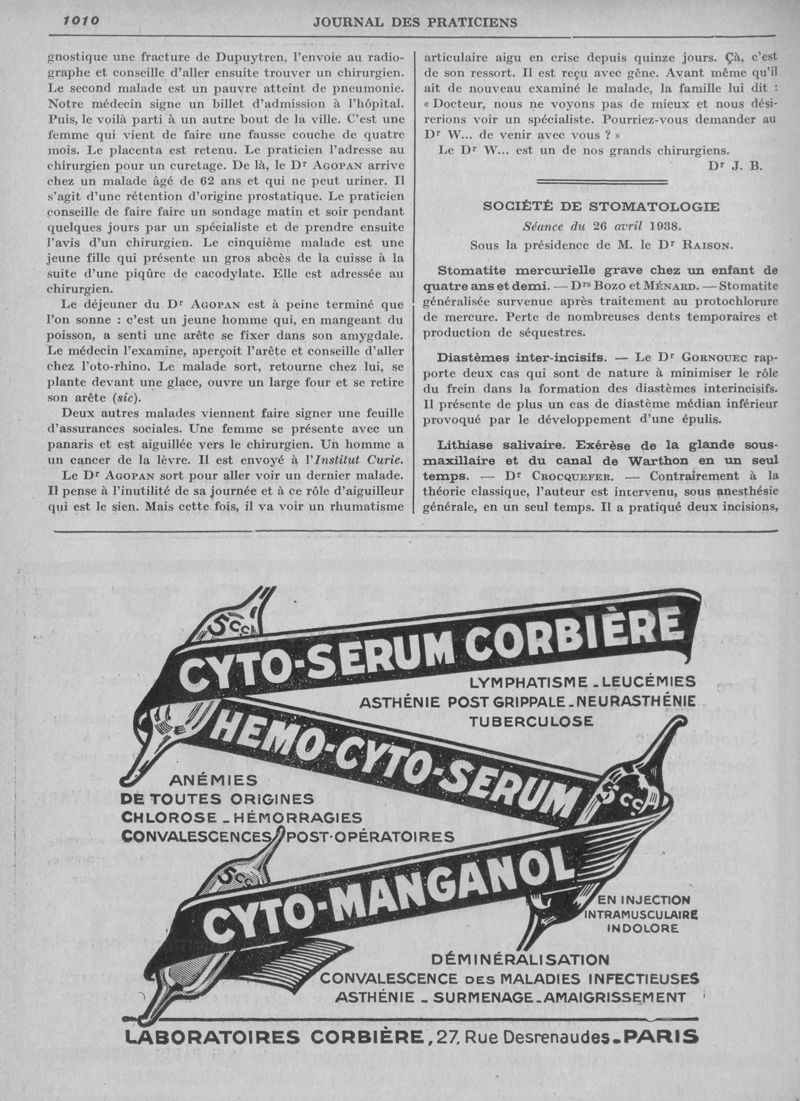 1010
JOURNAL DES PRATICIENS
gnostique une fracture de Dupuytren, l'envoie au radio-
graphe et conseille d'aller ensuite trouver un chirurgien.
Le second malade est un pauvre atteint de pneumonie.
Notre médecin signe un billet d'admission à l'hôpital.
Puis, le voilà parti à un autre bout de la ville. C'est une
femme qui vient de faire une fausse couche de quatre
mois. Le placenta est retenu. Le praticien l'adresse au
chirurgien pour un curetage. De là, le Dr AGOPAN arrive
chez un malade âgé de 62 ans et qui ne peut uriner. Il
s'agit d'une rétention d'origine prostatique. Le praticien
conseille de faire faire un sondage matin et soir pendant
quelques jours par un spécialiste et de prendre ensuite
l'avis d'un chirurgien. Le cinquième malade est une
jeune fille qui présente un gros abcès de la cuisse à la
suite d'une piqûre de cacodylate. Elle est adressée au
chirurgien.
Le déjeuner du Dr AGOPAN est à peine terminé que
l'on sonne : c'est un jeune homme qui, en mangeant du
poisson, a senti une arête se fixer dans son amygdale.
Le médecin l'examine, aperçoit l'arête et conseille d'aller
chez l'oto-rhino. Le malade sort, retourne chez lui, se
plante devant une glace, ouvre un large four et se retire
son arête (sic).
Deux autres malades viennent faire signer une feuille
d'assurances sociales. Une femme se présente avec un
panaris et est aiguillée vers le chirurgien. Un homme a
un cancer de la lèvre. Il est envoyé à l'Institut Curie.
Le Dr AGOPAN sort pour aller voir un dernier malade.
Il pense à l'inutilité de sa journée et à ce rôle d'aiguilleur
qui est le sien. Mais cette fois, il va voir un rhumatisme
articulaire aigu en crise depuis quinze jours. Çà, c'est
de son ressort. Il est reçu avec gêne. Avant même qu'il
ait de nouveau examiné le malade, la famille lui dit :
« Docteur, nous ne voyons pas de mieux et nous dési-
rerions voir un spécialiste. Pourriez-vous demander au
Dr W... de venir avec vous ? »
Le Dr W... est un de nos grands chirurgiens.
Dr J. B.
SOCIÉTÉ DE STOMATOLOGIE
Séance du 26 avril 1938.
Sous la présidence de M. le Dr RAISON.
Stomatite mercurielle grave chez un enfant de
quatre ans et demi. — Drs BOZO et MÉNARD. — Stomatite
généralisée survenue après traitement au protochlorure
de mercure. Perte de nombreuses dents temporaires et
production de séquestres.
Diastèmes inter-incisifs. — Le Dr GORNOUEC rap-
porte deux cas qui sont de nature à minimiser le rôle
du frein dans la formation des diastèmes interincisifs.
Il présente de plus un cas de diastème médian inférieur
provoqué par le développement d'une épulis.
Lithiase salivaire. Exérèse de la glande sous-
maxillaire et du canal de Warthon en un seul
temps. — Dr CROCQUEFER. — Contrairement à la
théorie classique, l'auteur est intervenu, sous anesthésie
générale, en un seul temps. Il a pratiqué deux incisions,
5cc
CYTO-SERUM CORBIÈRE
LYMPHATISME - LEUCÉMIES
ASTHÉNIE POST GRIPPALE - NEURASTHÉNIE
TUBERCULOSE
HEMO-CYTO-SERUM
5cc
ANÉMIES
DE TOUTES ORIGINES
CHLOROSE - HÉMORRAGIES
CONVALESCENCES POST-OPÉRATOIRES
5cc
CYTO-MANGANOL
EN INJECTION
INTRAMUSCULAIRE
INDOLORE
DÉMINÉRALISATION
CONVALESCENCE DES MALADIES INFECTIEUSES
ASTHÉNIE - SURMENAGE - AMAIGRISSEMENT
LABORATOIRES CORBIÈRE, 27, Rue Desrenaudes - PARIS